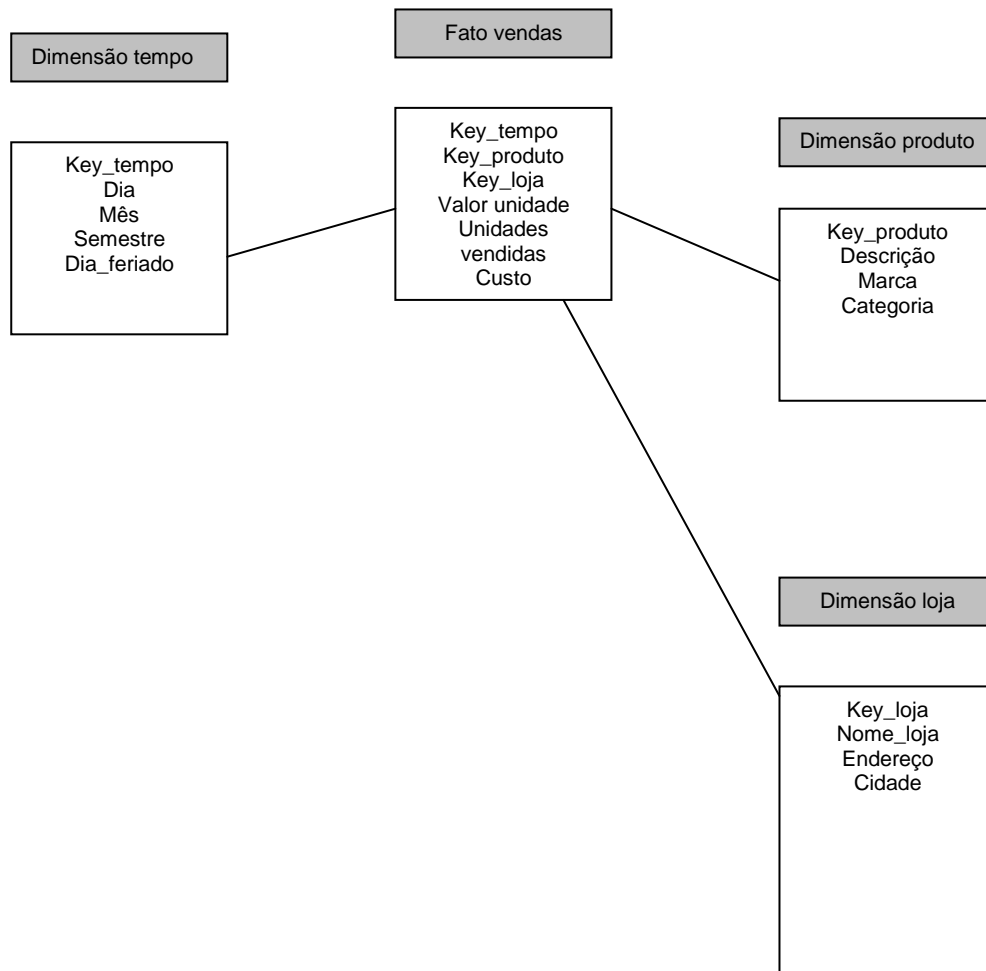 Dimensão tempo
Key_tempo
Dia
Mês
Semestre
Dia_feriado
Fato vendas
Key_tempo
Key_produto
Key_loja
Valor unidade
Unidades
vendidas
Custo
Dimensão produto
Key_produto
Descrição
Marca
Categoria
Dimensão loja
Key_loja
Nome_loja
Endereço
Cidade